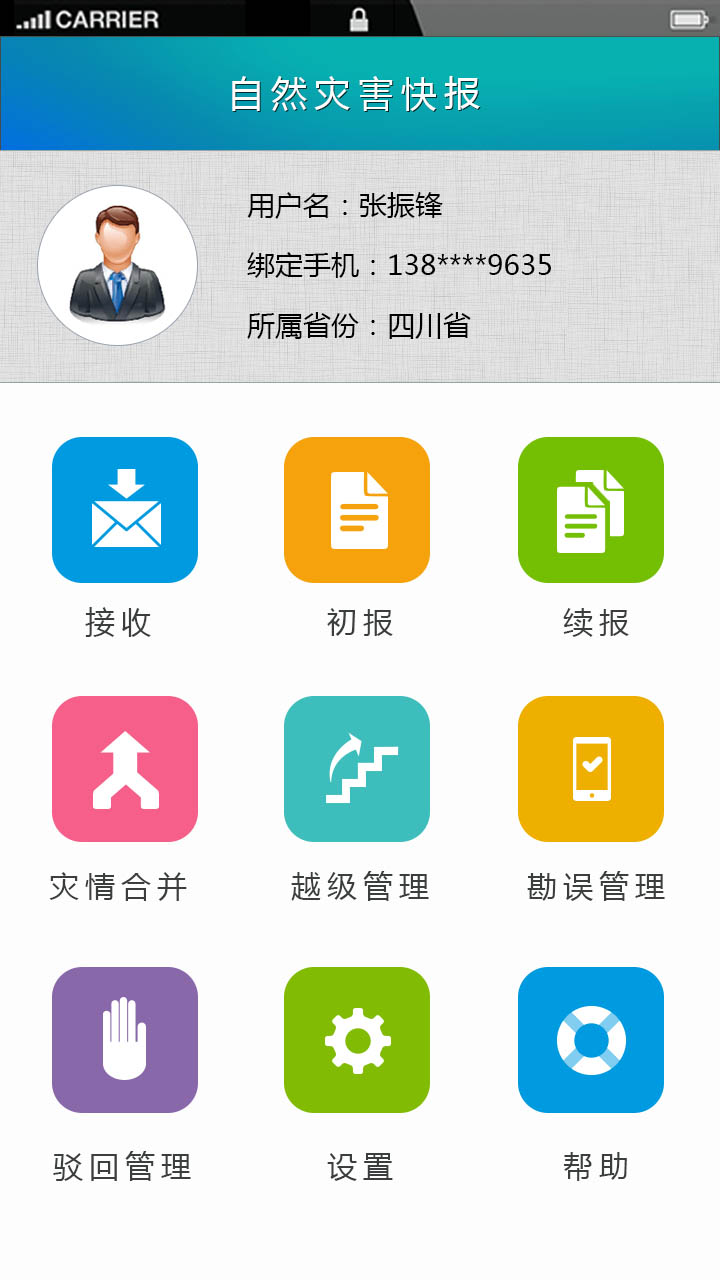 CARRIER
自然灾害快报
用户名：张振锋
绑定手机：138****9635
所属省份：四川省
接收 初报 续报
灾情合并 越级管理 勘误管理
驳回管理 设置 帮助